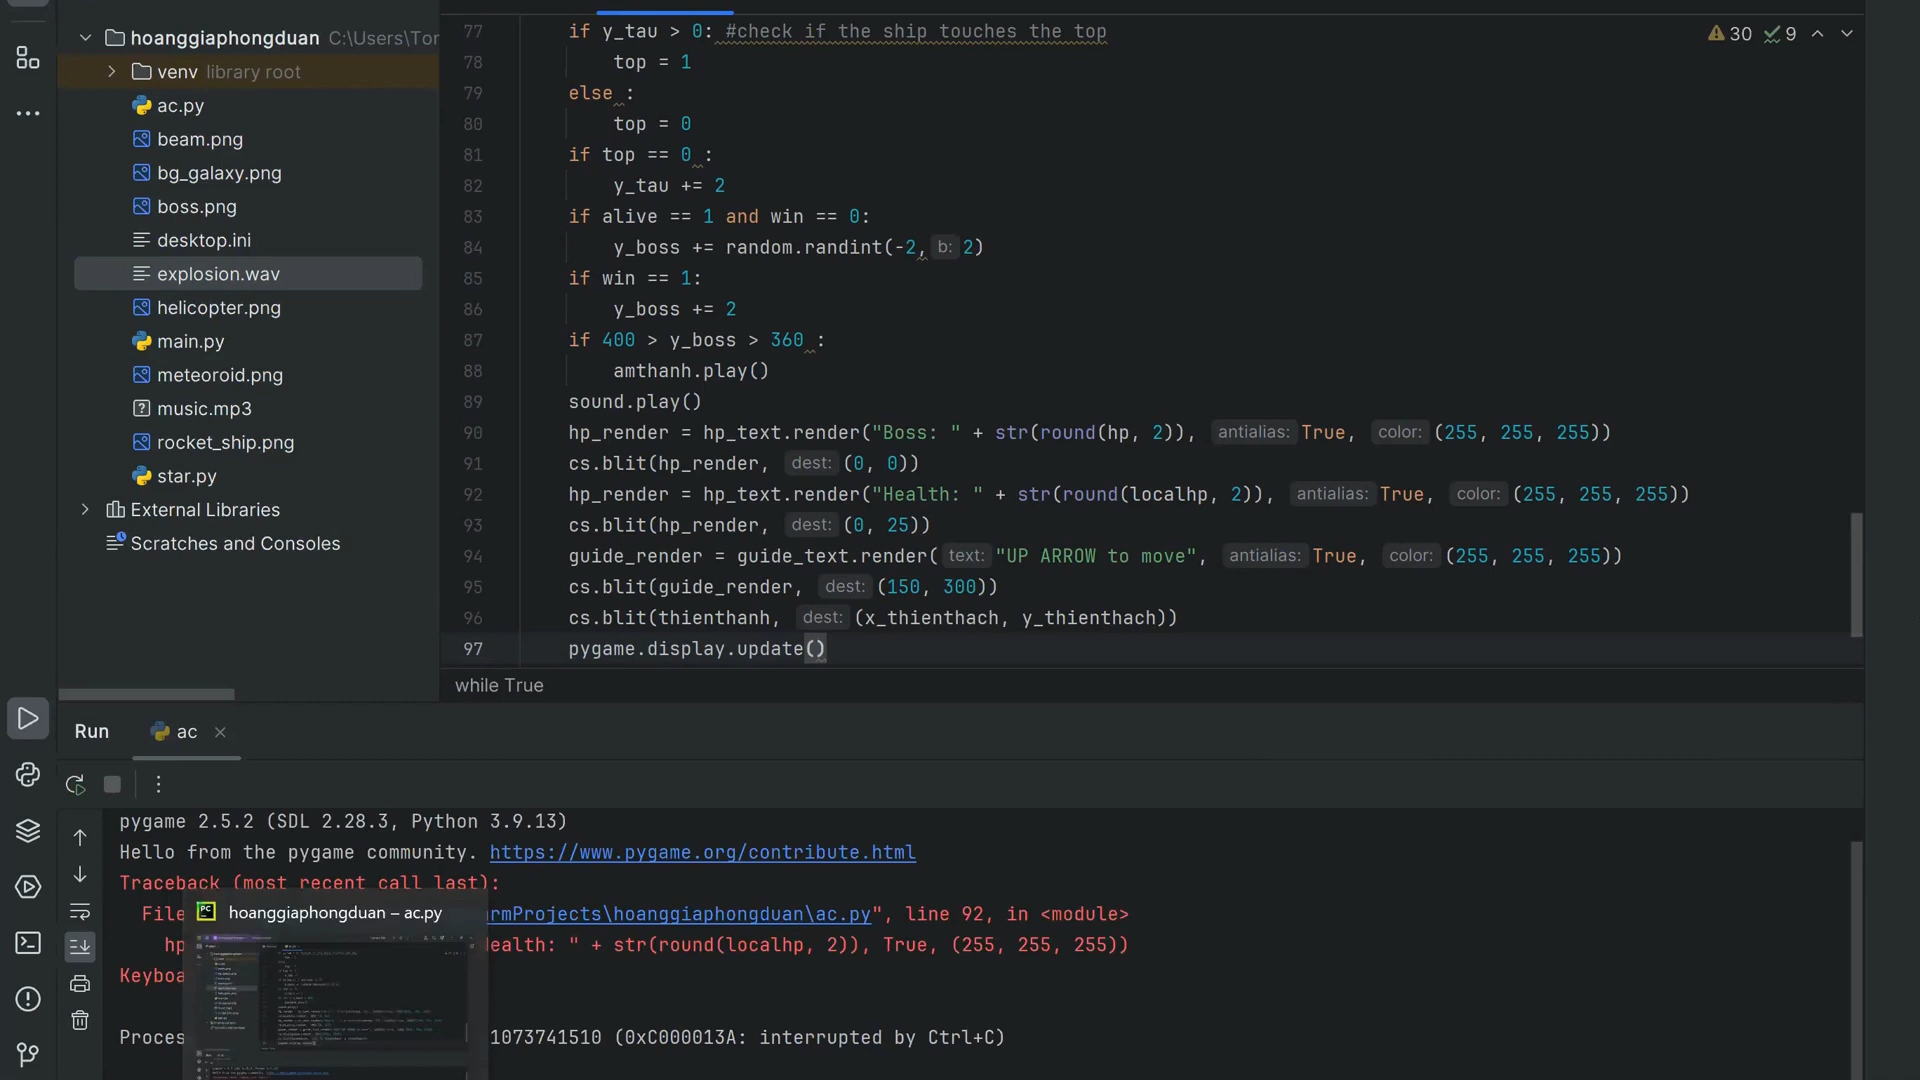 hoanggiaphongduan C:\Users\Tor
venv library root
ac.py
beam.png
bg_galaxy.png
boss.png
desktop.ini
explosion.wav
helicopter.png
main.py
meteoroid.png
music.mp3
rocket_ship.png
star.py
External Libraries
Scratches and Consoles
30 9
77 if y_tau > 0: #check if the ship touches the top
78 top = 1
79 else :
80 top = 0
81 if top == 0 :
82 y_tau += 2
83 if alive == 1 and win == 0:
84 y_boss += random.randint(-2, b: 2)
85 if win == 1:
86 y_boss += 2
87 if 400 > y_boss > 360 :
88 amthanh.play()
89 sound.play()
90 hp_render = hp_text.render("Boss: " + str(round(hp, 2)), antialias: True, color: (255, 255, 255))
91 cs.blit(hp_render, dest: (0, 0))
92 hp_render = hp_text.render("Health: " + str(round(localhp, 2)), antialias: True, color: (255, 255, 255))
93 cs.blit(hp_render, dest: (0, 25))
94 guide_render = guide_text.render( text: "UP ARROW to move", antialias: True, color: (255, 255, 255))
95 cs.blit(guide_render, dest: (150, 300))
96 cs.blit(thienthanh, dest: (x_thienthach, y_thienthach))
97 pygame.display.update()
while True
Run ac
pygame 2.5.2 (SDL 2.28.3, Python 3.9.13)
Hello from the pygame community. https://www.pygame.org/contribute.html
Traceback (most recent call last):
File rmProjects\hoanggiaphongduan\ac.py", line 92, in <module>
hp ealth: " + str(round(localhp, 2)), True, (255, 255, 255))
Keyboa
Proces 1073741510 (0xC000013A: interrupted by Ctrl+C)
PC hoanggiaphongduan – ac.py